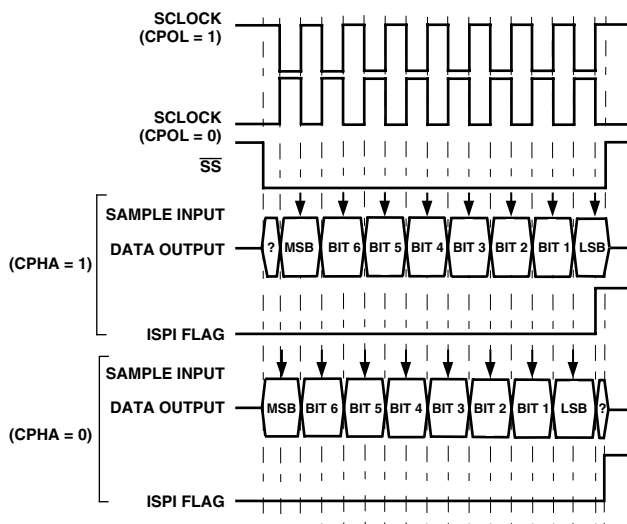 SCLOCK
(CPOL = 1)
SCLOCK
(CPOL = 0)
SS
(CPHA = 1)
SAMPLE INPUT
DATA OUTPUT
? MSB BIT 6 BIT 5 BIT 4 BIT 3 BIT 2 BIT 1 LSB
ISPI FLAG
(CPHA = 0)
SAMPLE INPUT
DATA OUTPUT
MSB BIT 6 BIT 5 BIT 4 BIT 3 BIT 2 BIT 1 LSB ?
ISPI FLAG